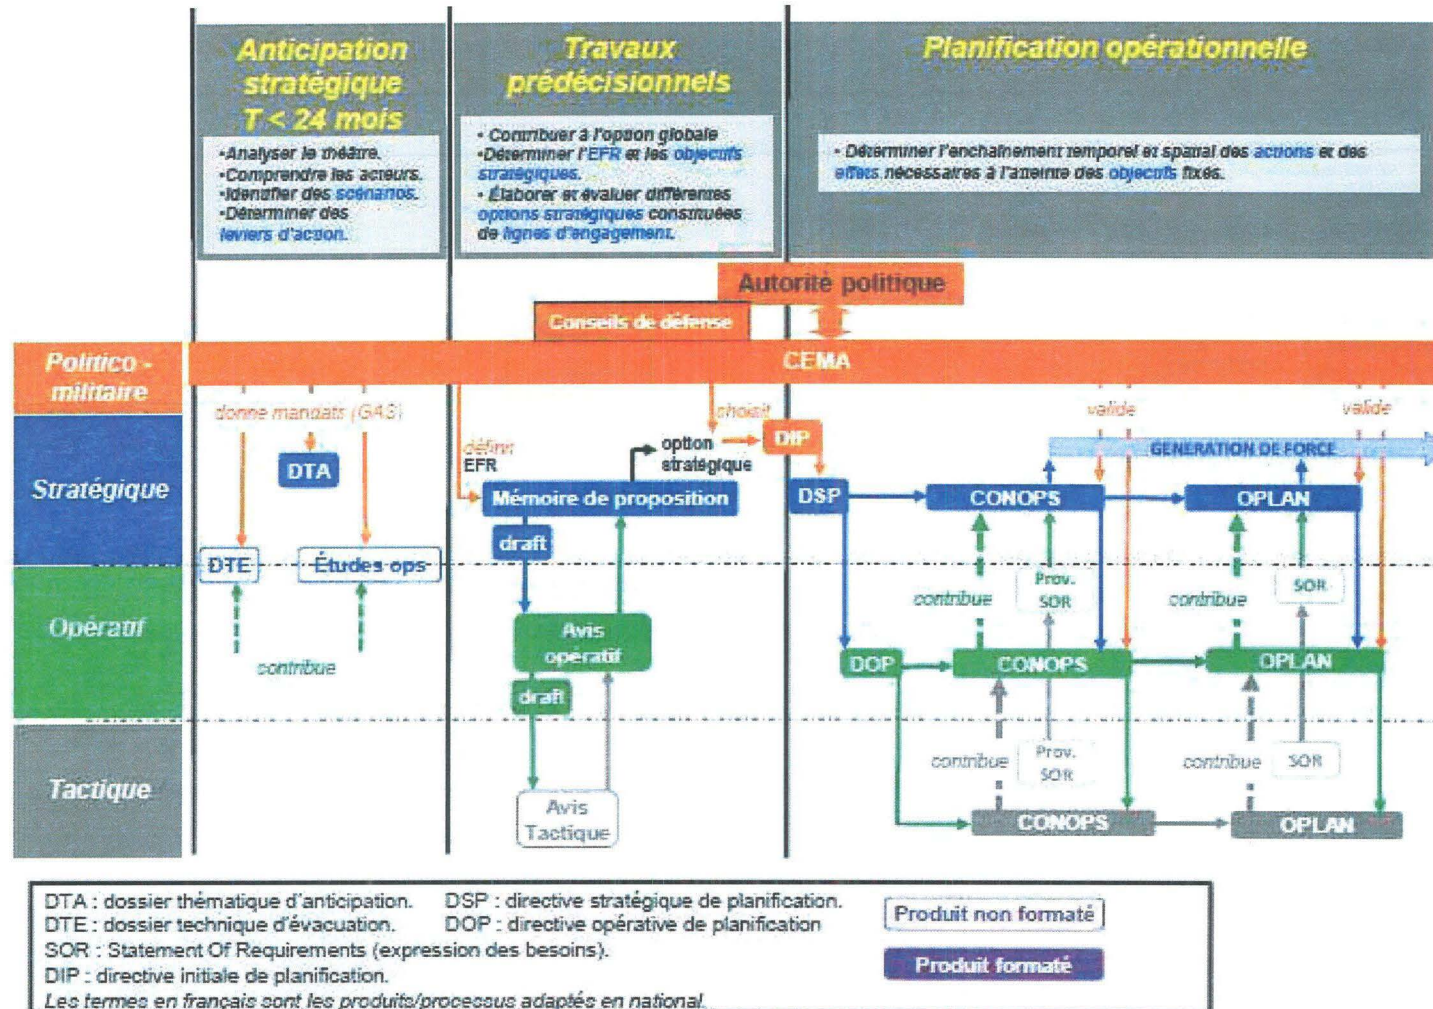 Anticipation
stratégique
T < 24 mois
•Analyser le théâtre.
•Comprendre les acteurs.
•Identifier des scénarios.
•Déterminer des
leviers d'action.
Travaux
prédécisionnels
• Contribuer à l'option globale
•Déterminer l'EFR et les objectifs
stratégiques.
• Élaborer et évaluer différentes
options stratégiques constituées
de lignes d'engagement.
Planification opérationnelle
• Déterminer l'enchaînement temporel et spatial des actions et des
effets nécessaires à l'atteinte des objectifs fixés.
Autorité politique
Conseils de défense
Politico -
militaire
CEMA
donne mandats (GAS)
choisit
valide
valide
Stratégique
DTA
définit
EFR
option
stratégique
DIP
GENERATION DE FORCE
Mémoire de proposition
DSP
CONOPS
OPLAN
draft
DTE
Études ops
Opératif
contribue
Avis
opératif
draft
contribue
Prov.
SOR
contribue
SOR
DOP
CONOPS
OPLAN
Tactique
Avis
Tactique
contribue
Prov.
SOR
contribue
SOR
CONOPS
OPLAN
DTA : dossier thématique d'anticipation. DSP : directive stratégique de planification.
DTE : dossier technique d'évacuation. DOP : directive opérative de planification
SOR : Statement Of Requirements (expression des besoins).
DIP : directive initiale de planification.
Les termes en français sont les produits/processus adaptés en national.
Produit non formaté
Produit formaté